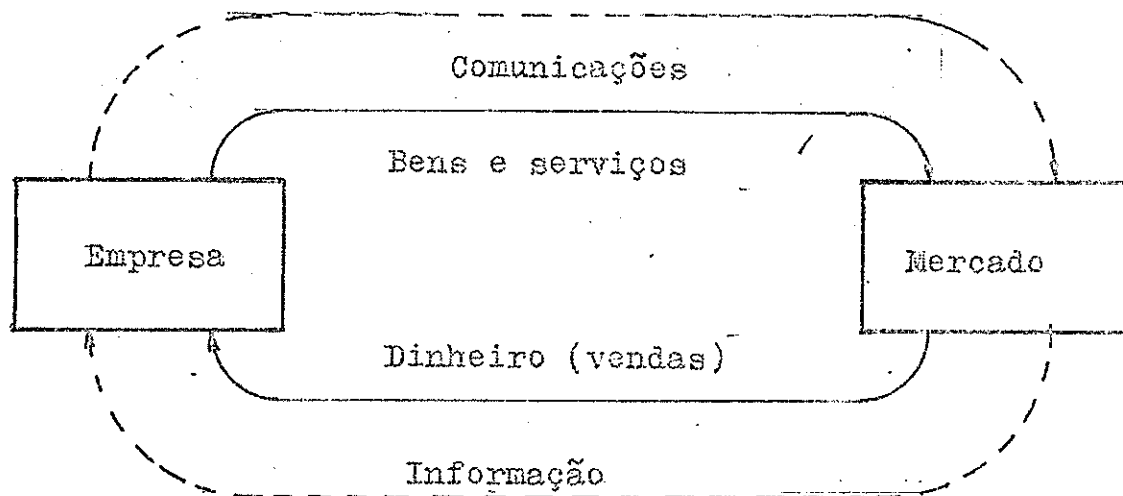 Comunicações
Bens e serviços
Empresa
Mercado
Dinheiro (vendas)
Informação